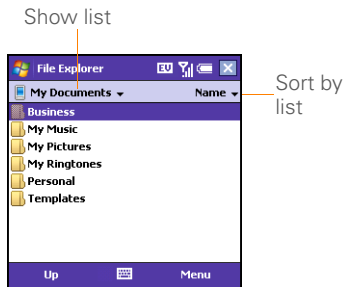 Show list
File Explorer EV
My Documents Name
Sort by
list
Business
My Music
My Pictures
My Ringtones
Personal
Templates
Up Menu